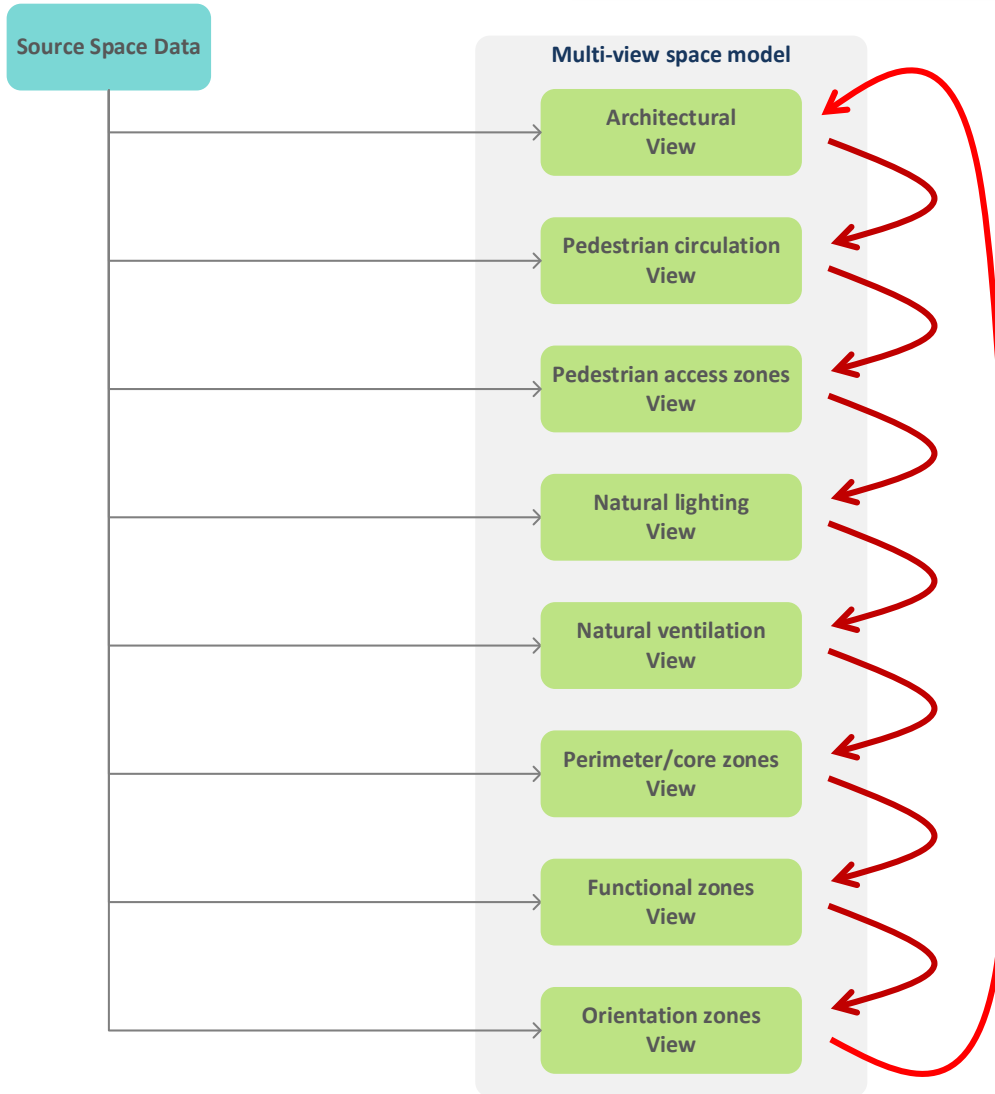 Source Space Data
Multi-view space model
Architectural
View
Pedestrian circulation
View
Pedestrian access zones
View
Natural lighting
View
Natural ventilation
View
Perimeter/core zones
View
Functional zones
View
Orientation zones
View